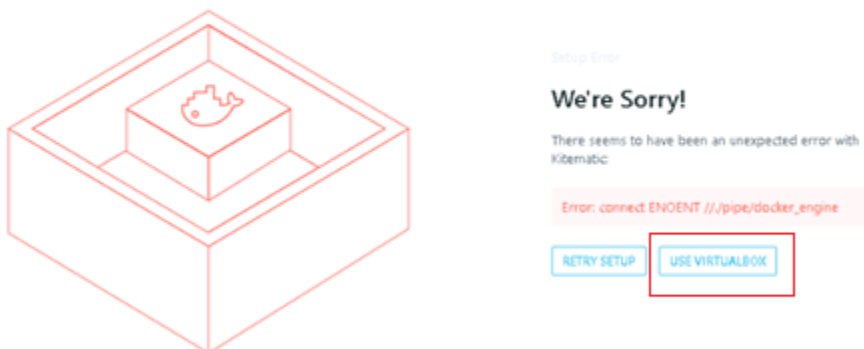 Setup Error
We're Sorry!
There seems to have been an unexpected error with
Kitematic:
Error: connect ENOENT //./pipe/docker_engine
RETRY SETUP
USE VIRTUALBOX